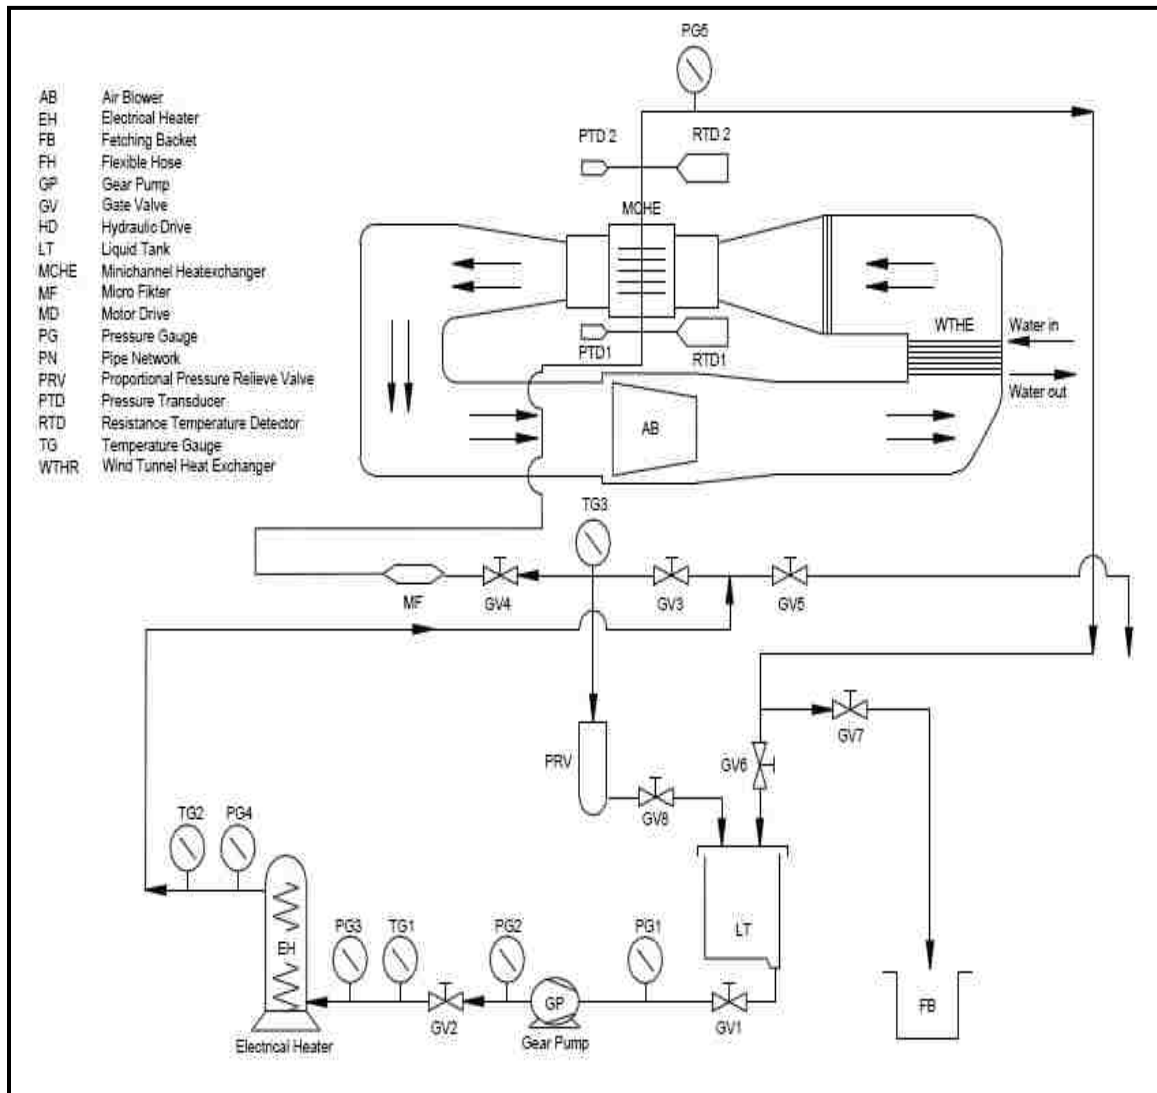 PG5
AB Air Blower
EH Electrical Heater
FB Fetching Backet
FH Flexible Hose
GP Gear Pump
GV Gate Valve
HD Hydraulic Drive
LT Liquid Tank
MCHE Minichannel Heatexchanger
MF Micro Fikter
MD Motor Drive
PG Pressure Gauge
PN Pipe Network
PRV Proportional Pressure Relieve Valve
PTD Pressure Transducer
RTD Resistance Temperature Detector
TG Temperature Gauge
WTHR Wind Tunnel Heat Exchanger
PTD 2 RTD 2
MCHE
WTHE Water in
PTD1 RTD1
Water out
AB
TG3
MF GV4 GV3 GV5
GV7
PRV GV6
GV8
TG2 PG4
EH PG3 TG1 PG2 PG1 LT
GP FB
GV2 GV1
Electrical Heater Gear Pump